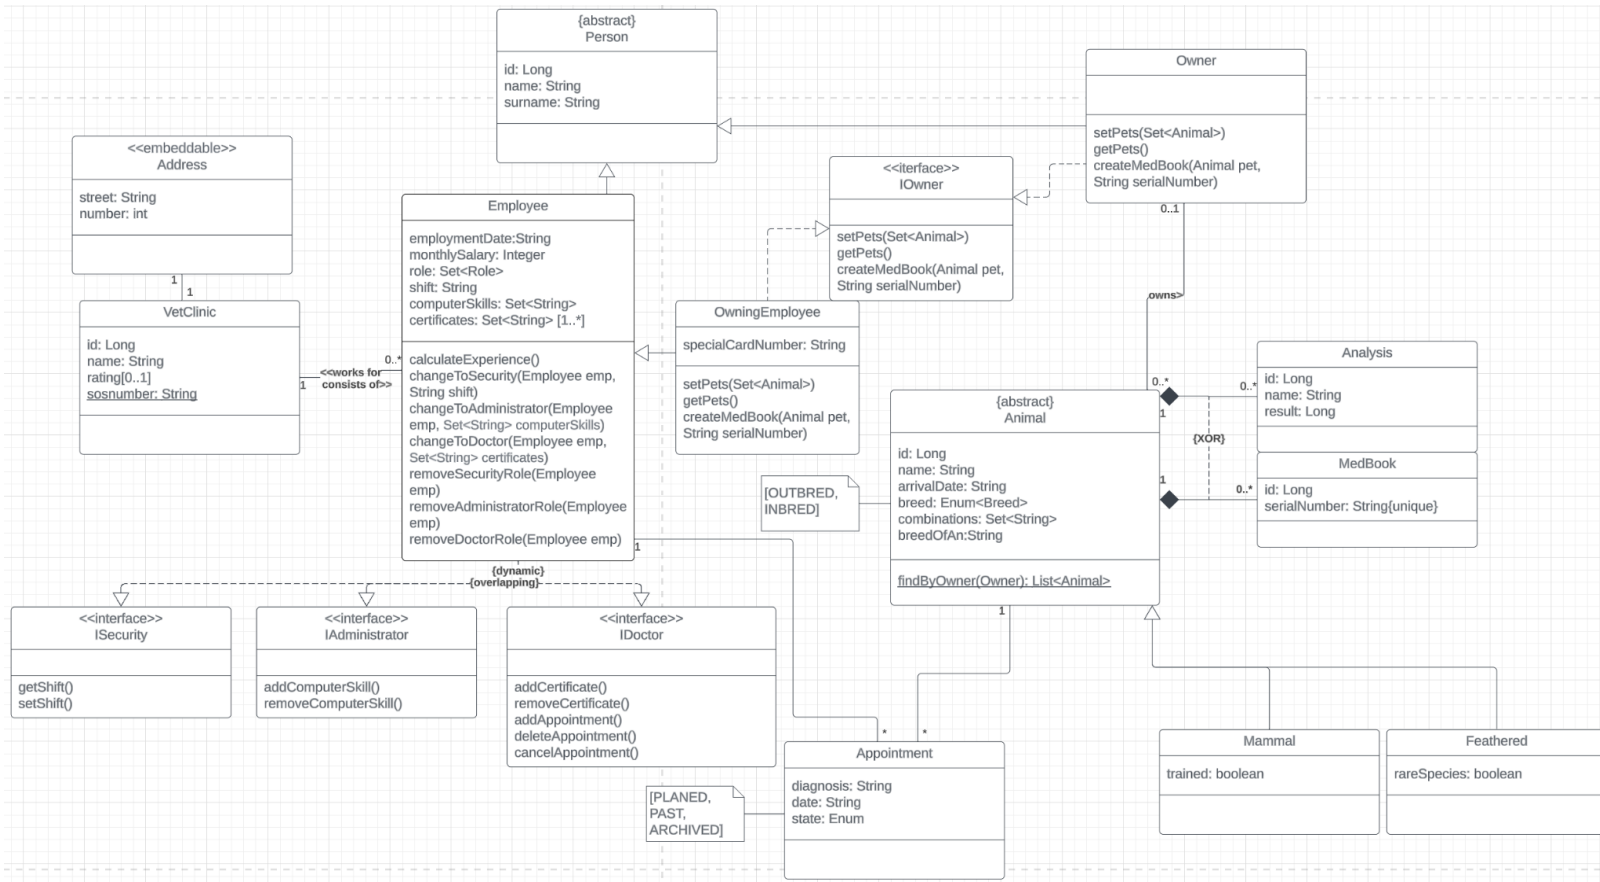 {abstract}
Person
id: Long
name: String
surname: String
Owner
setPets(Set<Animal>)
getPets()
createMedBook(Animal pet,
String serialNumber)
<<embeddable>>
Address
street: String
number: int
<<iterface>>
IOwner
setPets(Set<Animal>)
getPets()
createMedBook(Animal pet,
String serialNumber)
0..1
owns>
0..*
Employee
employmentDate:String
monthlySalary: Integer
role: Set<Role>
shift: String
computerSkills: Set<String>
certificates: Set<String> [1..*]
calculateExperience()
changeToSecurity(Employee emp,
String shift)
changeToAdministrator(Employee
emp, Set<String> computerSkills)
changeToDoctor(Employee emp,
Set<String> certificates)
removeSecurityRole(Employee
emp)
removeAdministratorRole(Employee
emp)
removeDoctorRole(Employee emp)
1
1
VetClinic
id: Long
name: String
rating[0..1]
sosnumber: String
1
<<works for
consists of>>
0..*
OwningEmployee
specialCardNumber: String
setPets(Set<Animal>)
getPets()
createMedBook(Animal pet,
String serialNumber)
{abstract}
Animal
id: Long
name: String
arrivalDate: String
breed: Enum<Breed>
combinations: Set<String>
breedOfAn:String
findByOwner(Owner): List<Animal>
[OUTBRED,
INBRED]
1
0..*
{XOR}
1
0..*
Analysis
id: Long
name: String
result: Long
MedBook
id: Long
serialNumber: String{unique}
{dynamic}
{overlapping}
1
1
<<interface>>
ISecurity
getShift()
setShift()
<<interface>>
IAdministrator
addComputerSkill()
removeComputerSkill()
<<interface>>
IDoctor
addCertificate()
removeCertificate()
addAppointment()
deleteAppointment()
cancelAppointment()
*
*
Appointment
diagnosis: String
date: String
state: Enum
[PLANED,
PAST,
ARCHIVED]
Mammal
trained: boolean
Feathered
rareSpecies: boolean